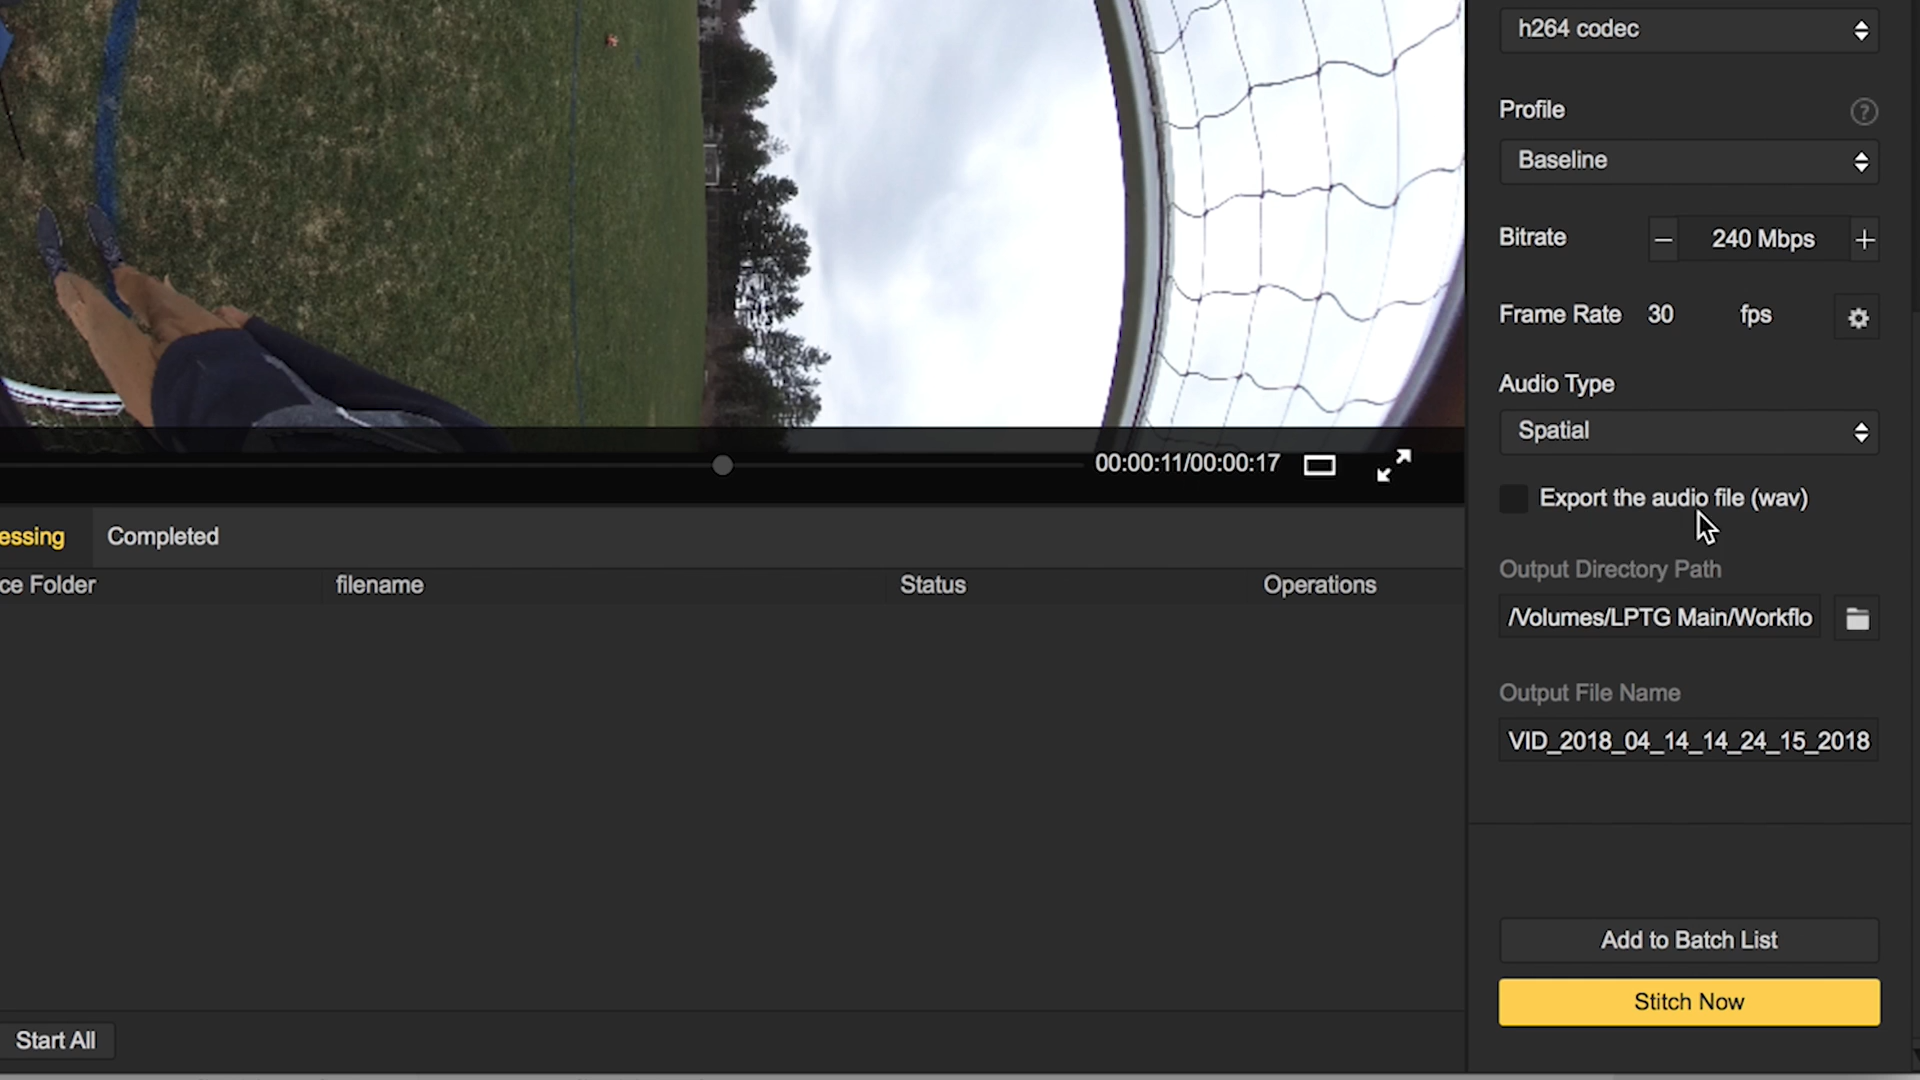 h264 codec
Profile
?
Baseline
Bitrate
− 240 Mbps +
Frame Rate 30 fps
Audio Type
Spatial
00:00:11/00:00:17
Export the audio file (wav)
essing Completed
Output Directory Path
ce Folder filename Status Operations
/Volumes/LPTG Main/Workflo
Output File Name
VID_2018_04_14_14_24_15_2018
Add to Batch List
Stitch Now
Start All